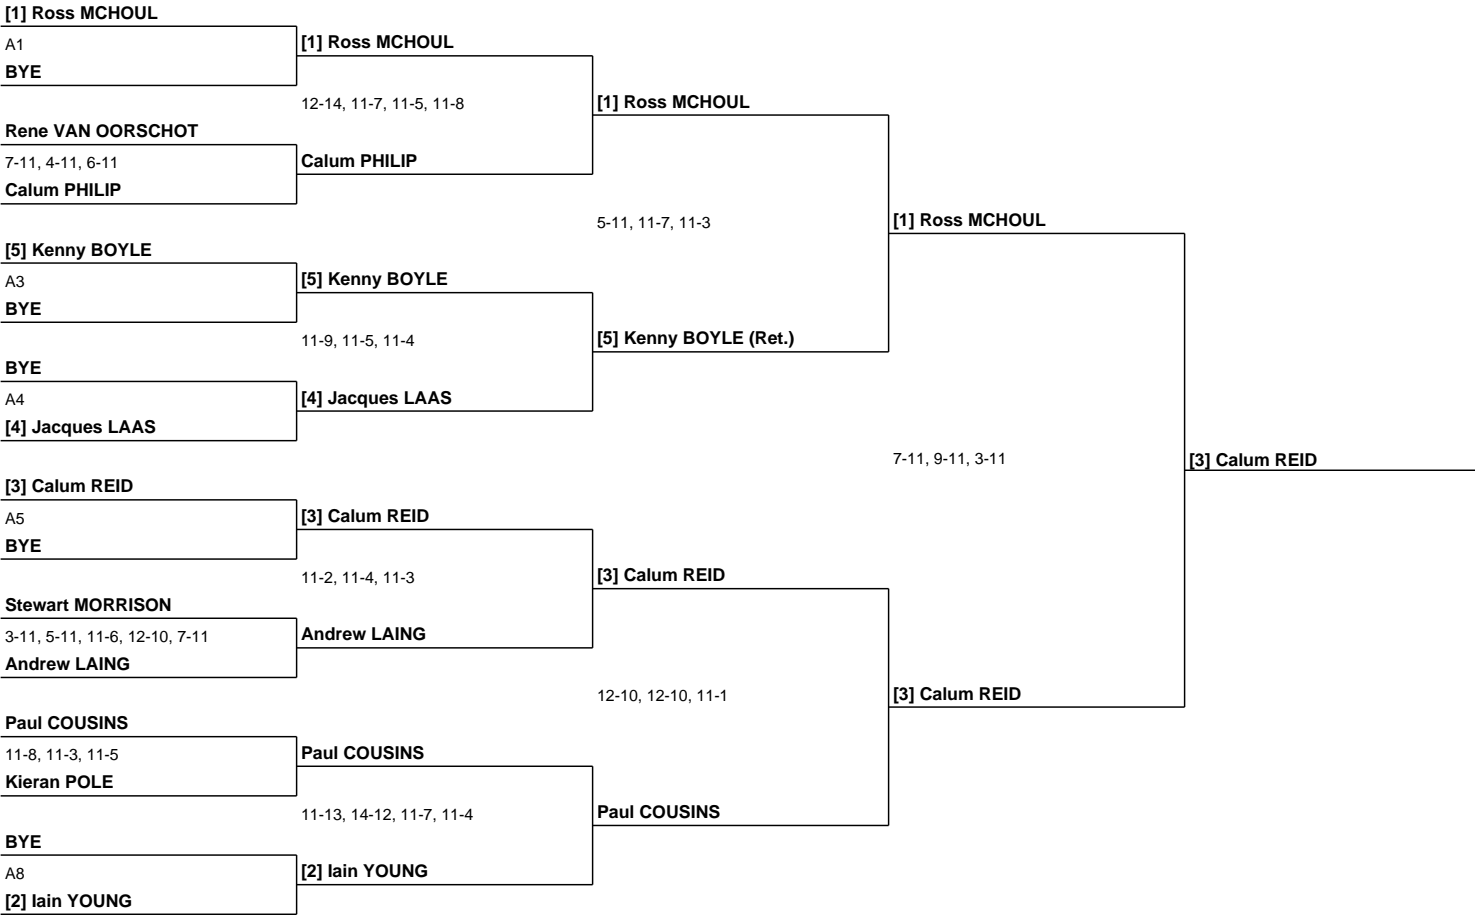 [1] Ross MCHOUL
A1
BYE
Rene VAN OORSCHOT
7-11, 4-11, 6-11
Calum PHILIP
[5] Kenny BOYLE
A3
BYE
BYE
A4
[4] Jacques LAAS
[3] Calum REID
A5
BYE
Stewart MORRISON
3-11, 5-11, 11-6, 12-10, 7-11
Andrew LAING
Paul COUSINS
11-8, 11-3, 11-5
Kieran POLE
BYE
A8
[2] Iain YOUNG
[1] Ross MCHOUL
12-14, 11-7, 11-5, 11-8
Calum PHILIP
[5] Kenny BOYLE
11-9, 11-5, 11-4
[4] Jacques LAAS
[3] Calum REID
11-2, 11-4, 11-3
Andrew LAING
Paul COUSINS
11-13, 14-12, 11-7, 11-4
[2] Iain YOUNG
[1] Ross MCHOUL
5-11, 11-7, 11-3
[5] Kenny BOYLE (Ret.)
[3] Calum REID
12-10, 12-10, 11-1
Paul COUSINS
[1] Ross MCHOUL
7-11, 9-11, 3-11
[3] Calum REID
[3] Calum REID